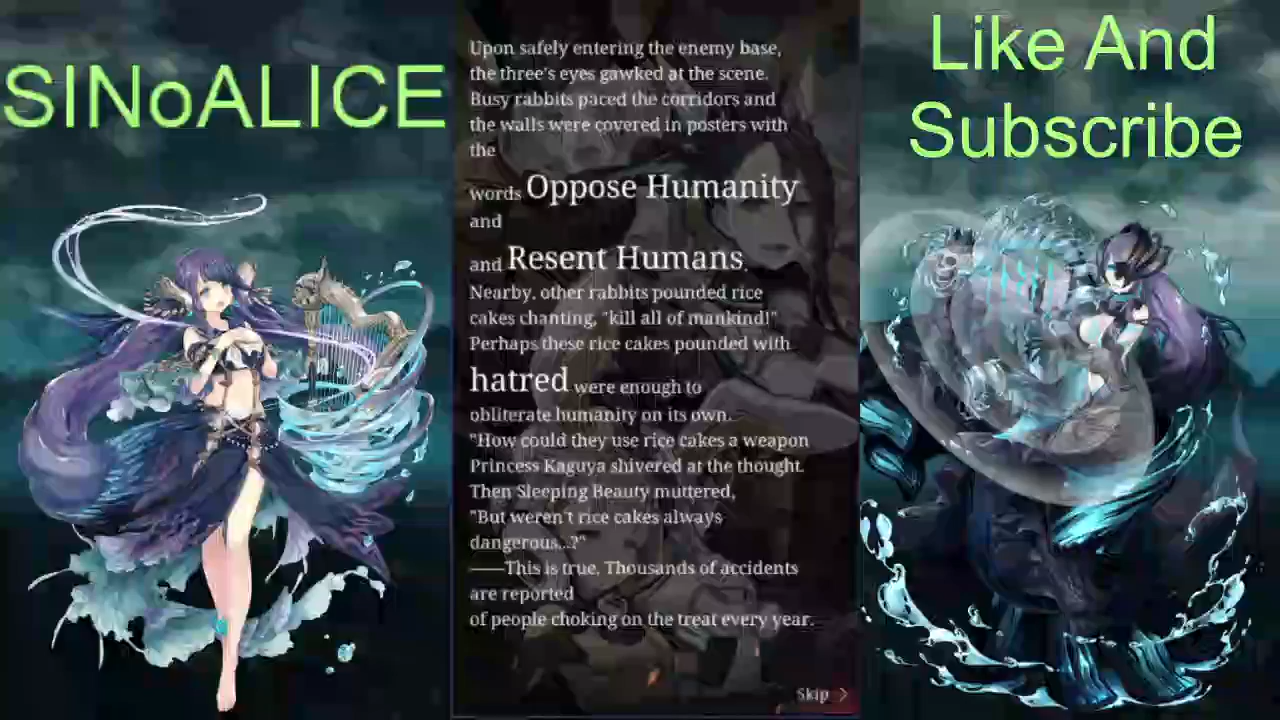 SINoALICE
Upon safely entering the enemy base,
the three's eyes gawked at the scene.
Busy rabbits paced the corridors and
the walls were covered in posters with
the
words Oppose Humanity
and
and Resent Humans.
Nearby, other rabbits pounded rice
cakes chanting, "kill all of mankind!"
Perhaps these rice cakes pounded with
hatred were enough to
obliterate humanity on its own.
"How could they use rice cakes a weapon
Princess Kaguya shivered at the thought.
Then Sleeping Beauty muttered,
"But weren't rice cakes always
dangerous...?"
——This is true. Thousands of accidents
are reported
of people choking on the treat every year.
Skip >
Like And
Subscribe